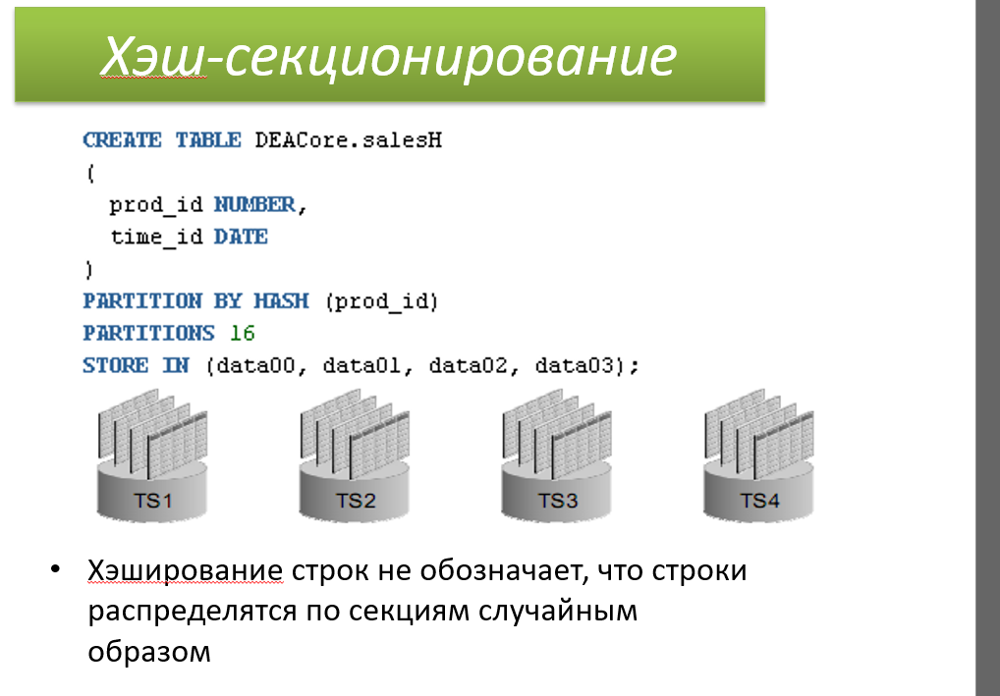 Хэш-секционирование
CREATE TABLE DEACore.salesH
(
prod_id NUMBER,
time_id DATE
)
PARTITION BY HASH (prod_id)
PARTITIONS 16
STORE IN (data00, data01, data02, data03);
TS1 TS2 TS3 TS4
• Хэширование строк не обозначает, что строки
распределятся по секциям случайным
образом